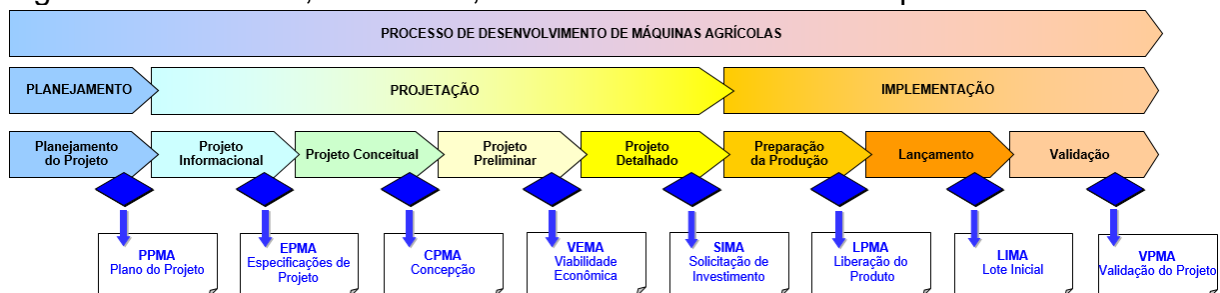 PROCESSO DE DESENVOLVIMENTO DE MÁQUINAS AGRÍCOLAS
PLANEJAMENTO
PROJETAÇÃO
IMPLEMENTAÇÃO
Planejamento
do Projeto
Projeto
Informacional
Projeto Conceitual
Projeto
Preliminar
Projeto
Detalhado
Preparação
da Produção
Lançamento
Validação
PPMA
Plano do Projeto
EPMA
Especificações de
Projeto
CPMA
Concepção
VEMA
Viabilidade
Econômica
SIMA
Solicitação de
Investimento
LPMA
Liberação do
Produto
LIMA
Lote Inicial
VPMA
Validação do Projeto